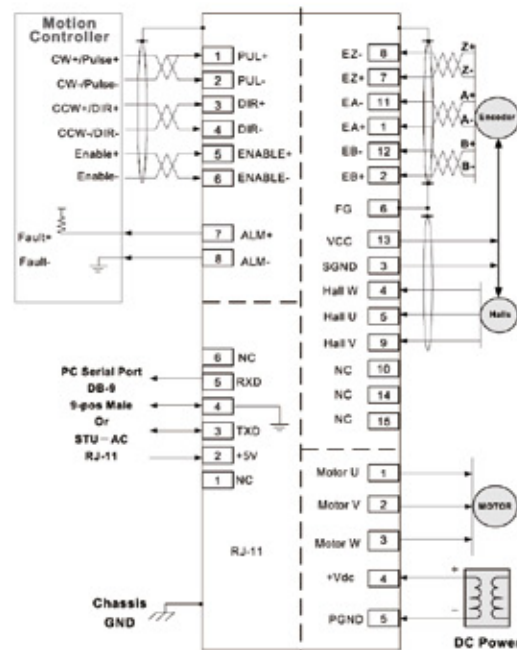 Motion
Controller
CW+/Pulse+
CW-/Pulse-
CCW+/DIR+
CCW-/DIR-
Enable+
Enable-
Fault+
Fault-
1 PUL+
2 PUL-
3 DIR+
4 DIR-
5 ENABLE+
6 ENABLE-
7 ALM+
8 ALM-
PC Serial Port
DB-9
9-pos Male
Or
STU-AC
RJ-11
6 NC
5 RXD
4
3 TXD
2 +5V
1 NC
RJ-11
Chassis
GND
EZ- 8
EZ+ 7
EA- 11
EA+ 1
EB- 12
EB+ 2
FG 6
VCC 13
SGND 3
Hall W 4
Hall U 5
Hall V 9
NC 10
NC 14
NC 15
Z+
Z-
A+
A-
B+
B-
Encoder
Halls
Motor U 1
Motor V 2
Motor W 3
+Vdc 4
PGND 5
MOTOR
+
–
DC Power